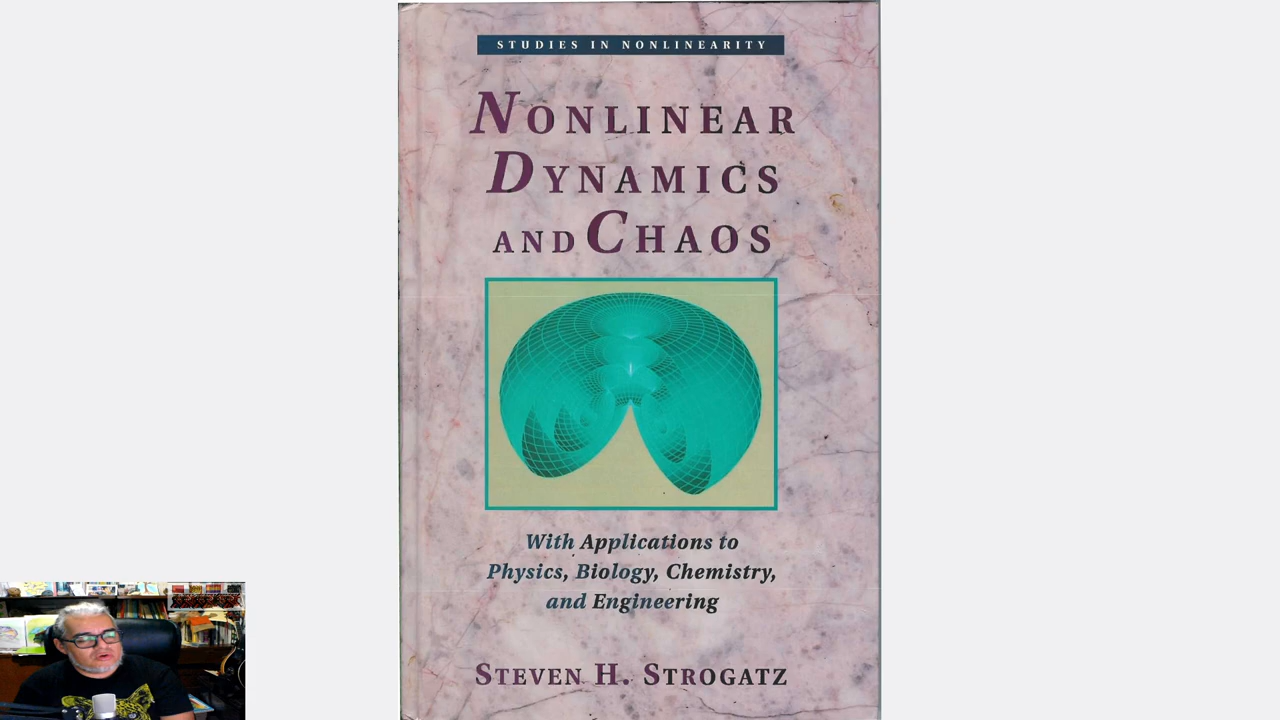 STUDIES IN NONLINEARITY
NONLINEAR
DYNAMICS
AND CHAOS
With Applications to
Physics, Biology, Chemistry,
and Engineering
STEVEN H. STROGATZ